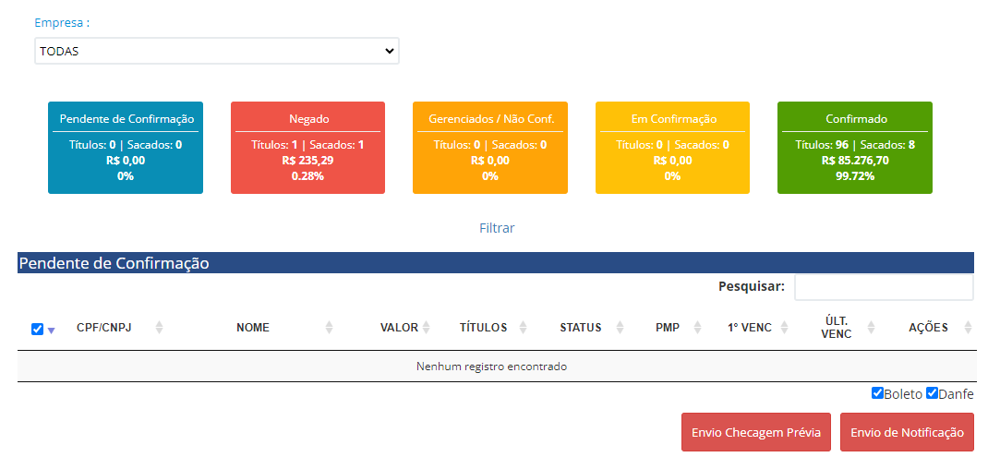 Empresa :
TODAS
Pendente de Confirmação
Títulos: 0 | Sacados: 0
R$ 0,00
0%
Negado
Títulos: 1 | Sacados: 1
R$ 235,29
0.28%
Gerenciados / Não Conf.
Títulos: 0 | Sacados: 0
R$ 0,00
0%
Em Confirmação
Títulos: 0 | Sacados: 0
R$ 0,00
0%
Confirmado
Títulos: 96 | Sacados: 8
R$ 85.276,70
99.72%
Filtrar
Pendente de Confirmação
Pesquisar:
CPF/CNPJ NOME VALOR TÍTULOS STATUS PMP 1º VENC ÚLT. VENC AÇÕES
Nenhum registro encontrado
Boleto Danfe
Envio Checagem Prévia Envio de Notificação